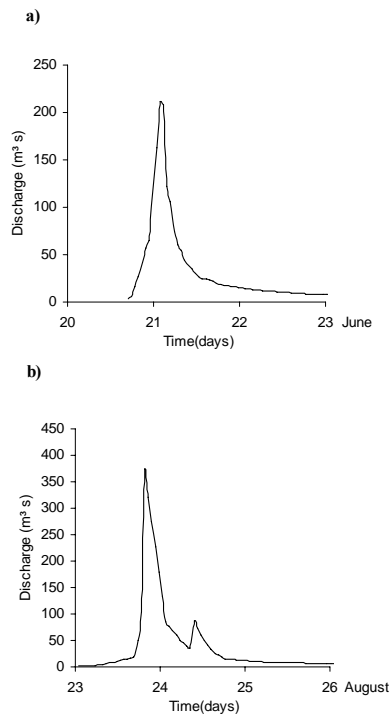 a)
250
200
150
100
50
0
Discharge (m³ s)
20 21 22 23 June
Time(days)
b)
450
400
350
300
250
200
150
100
50
0
Discharge (m³ s)
23 24 25 26 August
Time(days)